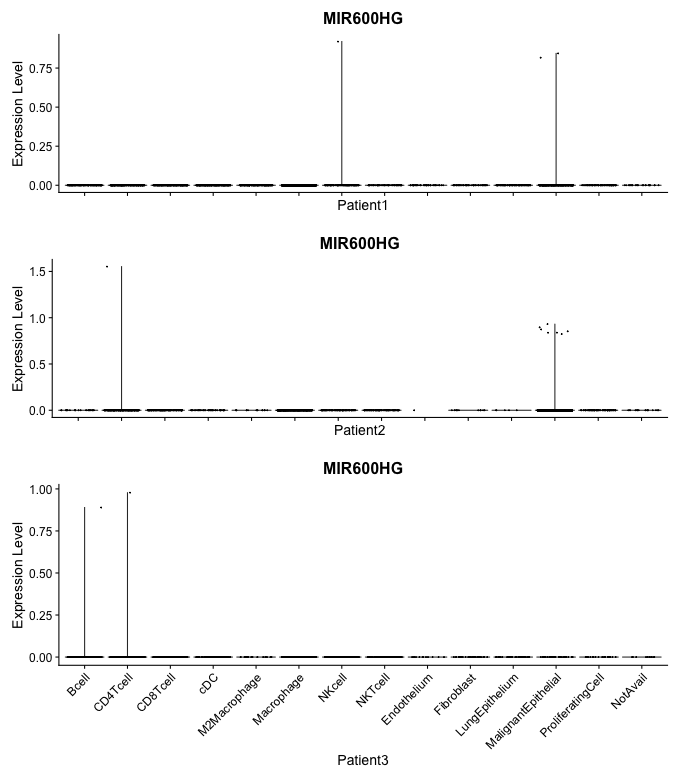 MIR600HG
Expression Level
0.75
0.50
0.25
0.00
Patient1
MIR600HG
Expression Level
1.5
1.0
0.5
0.0
Patient2
MIR600HG
Expression Level
1.00
0.75
0.50
0.25
0.00
Bcell
CD4Tcell
CD8Tcell
cDC
M2Macrophage
Macrophage
NKcell
NKTcell
Endothelium
Fibroblast
LungEpithelium
MalignantEpithelial
ProliferatingCell
NotAvail
Patient3